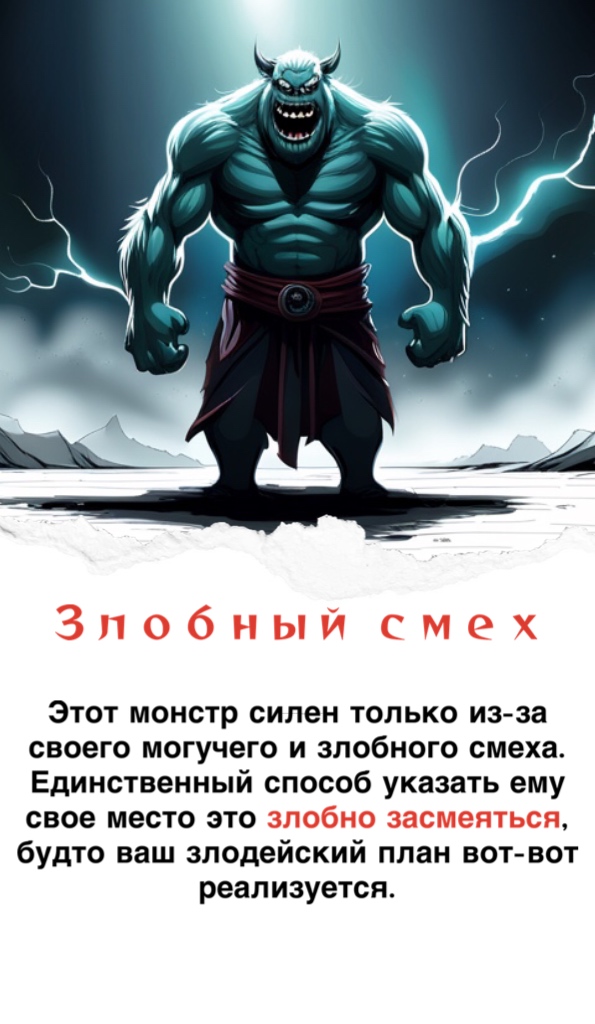 Злобный смех
Этот монстр силен только из-за
своего могучего и злобного смеха.
Единственный способ указать ему
свое место это злобно засмеяться,
будто ваш злодейский план вот-вот
реализуется.